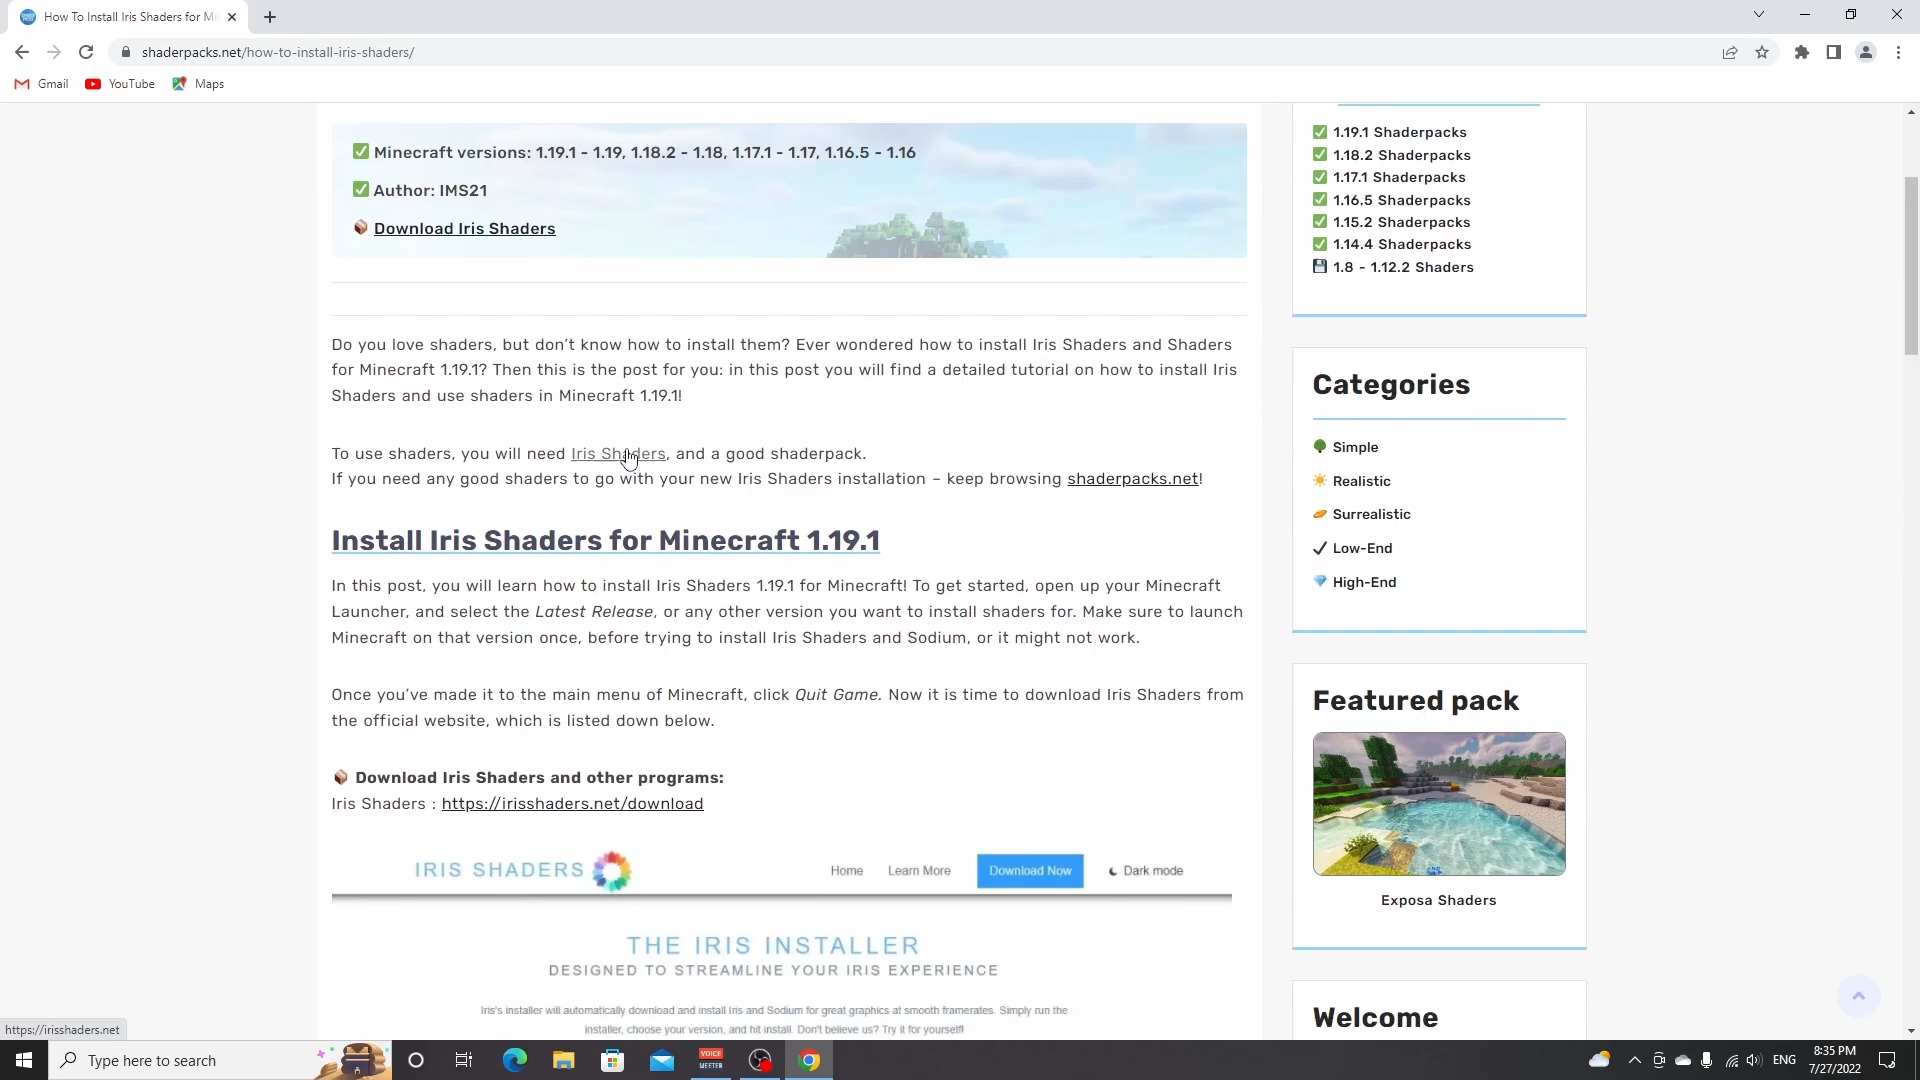 How To Install Iris Shaders for Mi
shaderpacks.net/how-to-install-iris-shaders/
Gmail
YouTube
Maps
Minecraft versions: 1.19.1 - 1.19, 1.18.2 - 1.18, 1.17.1 - 1.17, 1.16.5 - 1.16
Author: IMS21
Download Iris Shaders
Do you love shaders, but don’t know how to install them? Ever wondered how to install Iris Shaders and Shaders
for Minecraft 1.19.1? Then this is the post for you: in this post you will find a detailed tutorial on how to install Iris
Shaders and use shaders in Minecraft 1.19.1!
To use shaders, you will need Iris Shaders, and a good shaderpack.
If you need any good shaders to go with your new Iris Shaders installation – keep browsing shaderpacks.net!
Install Iris Shaders for Minecraft 1.19.1
In this post, you will learn how to install Iris Shaders 1.19.1 for Minecraft! To get started, open up your Minecraft
Launcher, and select the Latest Release, or any other version you want to install shaders for. Make sure to launch
Minecraft on that version once, before trying to install Iris Shaders and Sodium, or it might not work.
Once you’ve made it to the main menu of Minecraft, click Quit Game. Now it is time to download Iris Shaders from
the official website, which is listed down below.
Download Iris Shaders and other programs:
Iris Shaders : https://irisshaders.net/download
IRIS SHADERS
Home
Learn More
Download Now
Dark mode
THE IRIS INSTALLER
DESIGNED TO STREAMLINE YOUR IRIS EXPERIENCE
Iris's installer will automatically download and install Iris and Sodium for great graphics at smooth framerates. Simply run the
installer, choose your version, and hit install. Don't believe us? Try it for yourself!
1.19.1 Shaderpacks
1.18.2 Shaderpacks
1.17.1 Shaderpacks
1.16.5 Shaderpacks
1.15.2 Shaderpacks
1.14.4 Shaderpacks
1.8 - 1.12.2 Shaders
Categories
Simple
Realistic
Surrealistic
Low-End
High-End
Featured pack
Exposa Shaders
Welcome
https://irisshaders.net
Type here to search
VOICE
MEETER
ENG
8:35 PM
7/27/2022